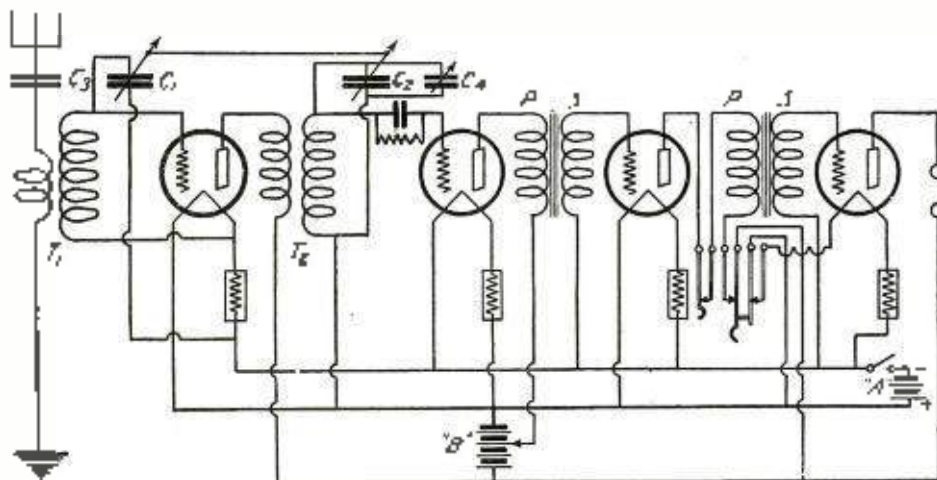 C3 C1 C2 C4
P S P S
T1 T2
"A" -
+
"B"